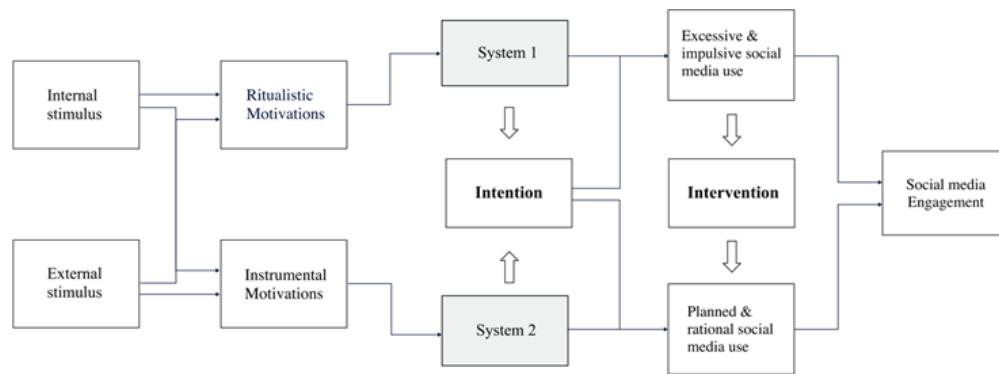 Internal
stimulus
External
stimulus
Ritualistic
Motivations
Instrumental
Motivations
System 1
Intention
System 2
Excessive &
impulsive social
media use
Intervention
Planned &
rational social
media use
Social media
Engagement